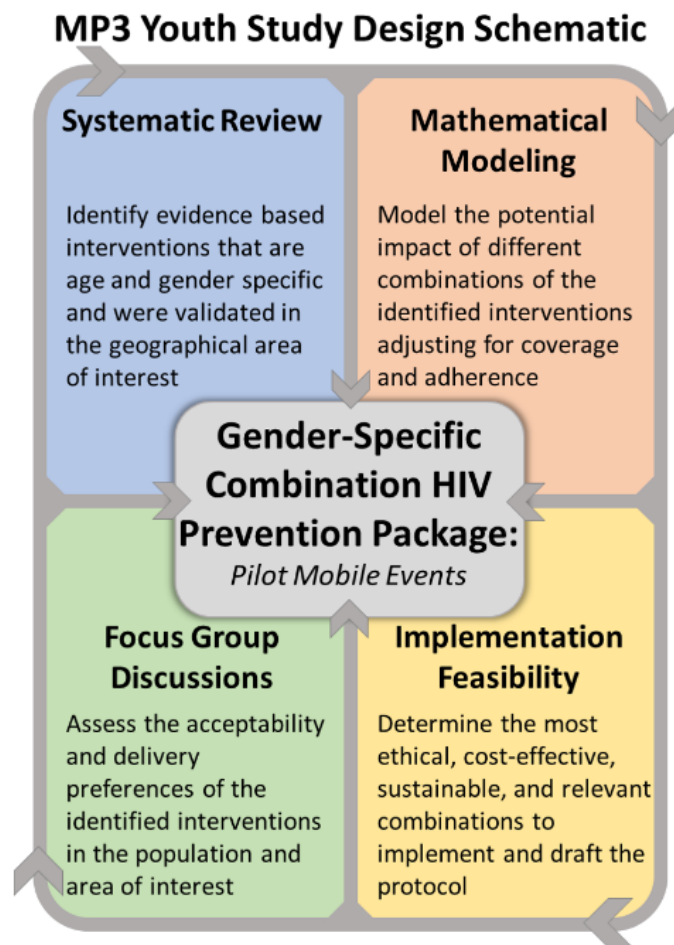 MP3 Youth Study Design Schematic
Systematic Review
Identify evidence based
interventions that are
age and gender specific
and were validated in
the geographical area
of interest
Mathematical
Modeling
Model the potential
impact of different
combinations of the
identified interventions
adjusting for coverage
and adherence
Gender-Specific
Combination HIV
Prevention Package:
Pilot Mobile Events
Focus Group
Discussions
Assess the acceptability
and delivery
preferences of the
identified interventions
in the population and
area of interest
Implementation
Feasibility
Determine the most
ethical, cost-effective,
sustainable, and relevant
combinations to
implement and draft the
protocol